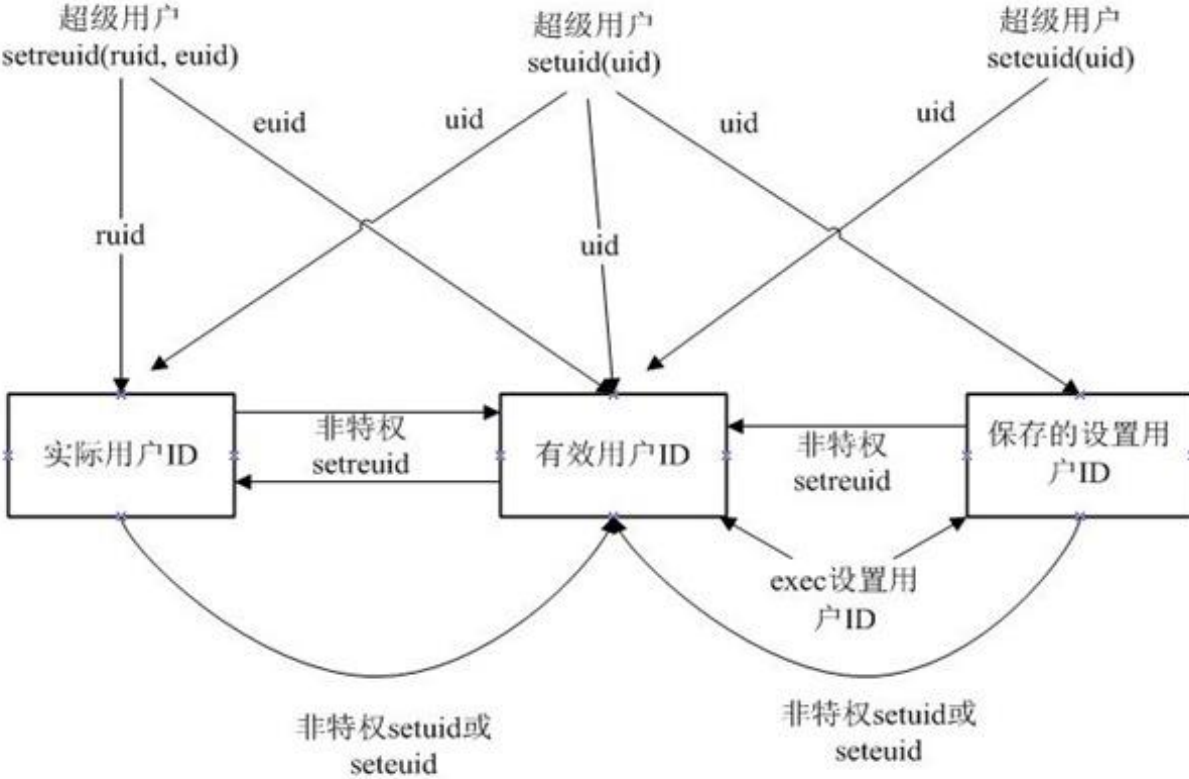 超级用户
setreuid(ruid, euid)
超级用户
setuid(uid)
超级用户
seteuid(uid)
euid
uid
uid
uid
ruid
uid
实际用户ID
非特权
setreuid
有效用户ID
非特权
setreuid
保存的设置用
户ID
exec设置用
户ID
非特权setuid或
seteuid
非特权setuid或
seteuid